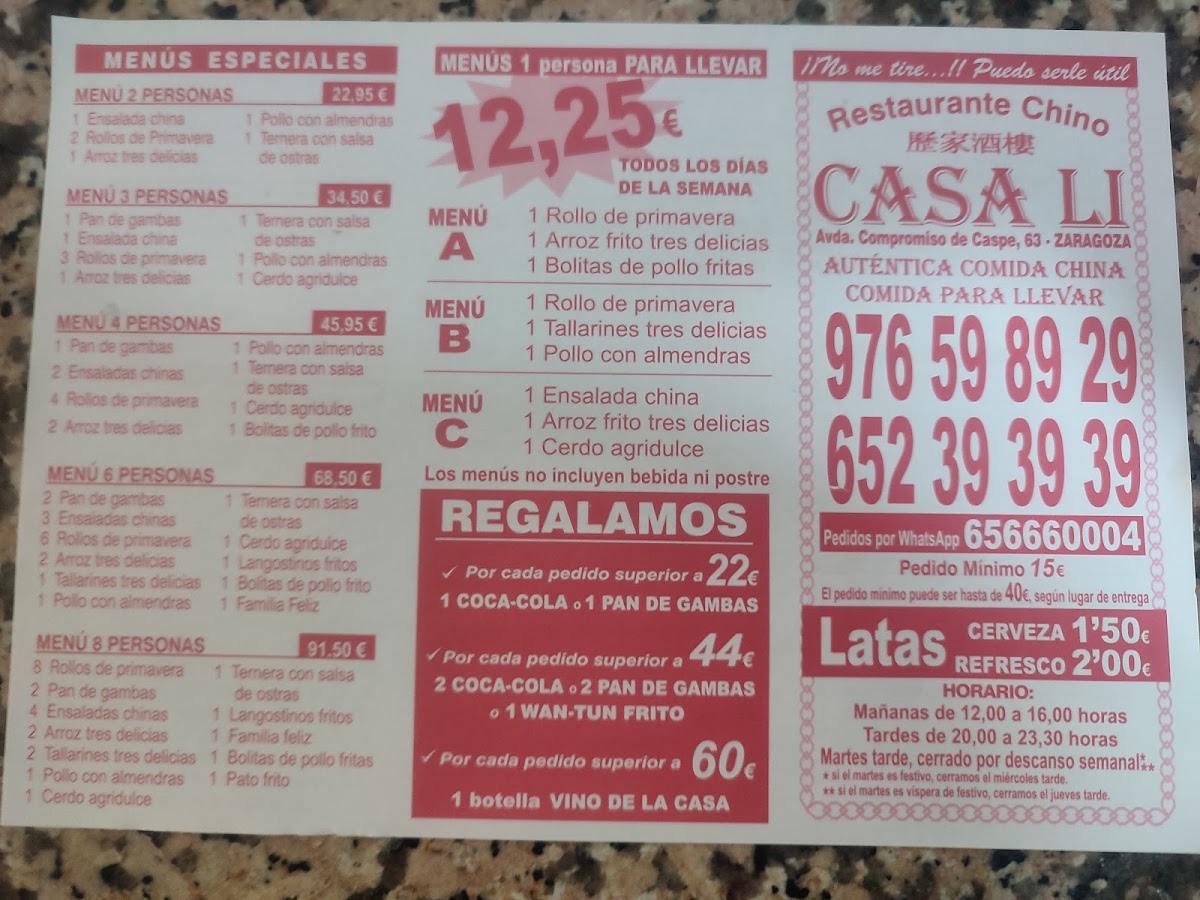 MENÚS ESPECIALES
MENÚ 2 PERSONAS 22,95 €
1 Ensalada china
2 Rollos de Primavera
1 Arroz tres delicias
1 Pollo con almendras
1 Ternera con salsa
de ostras
MENÚ 3 PERSONAS 34,50 €
1 Pan de gambas
1 Ensalada china
3 Rollos de primavera
1 Arroz tres delicias
1 Ternera con salsa
de ostras
1 Pollo con almendras
1 Cerdo agridulce
MENÚ 4 PERSONAS 45,95 €
1 Pan de gambas
2 Ensaladas chinas
4 Rollos de primavera
2 Arroz tres delicias
1 Pollo con almendras
1 Ternera con salsa
de ostras
1 Cerdo agridulce
1 Bolitas de pollo frito
MENÚ 6 PERSONAS 68,50 €
2 Pan de gambas
3 Ensaladas chinas
6 Rollos de primavera
2 Arroz tres delicias
1 Tallarines tres delicias
1 Pollo con almendras
1 Ternera con salsa
de ostras
1 Cerdo agridulce
1 Langostinos fritos
1 Bolitas de pollo frito
1 Familia Feliz
MENÚ 8 PERSONAS 91.50 €
8 Rollos de primavera
2 Pan de gambas
4 Ensaladas chinas
2 Arroz tres delicias
2 Tallarines tres delicias
1 Pollo con almendras
1 Cerdo agridulce
1 Ternera con salsa
de ostras
1 Langostinos fritos
1 Familia feliz
1 Bolitas de pollo fritas
1 Pato frito
MENÚS 1 persona PARA LLEVAR
12,25€
TODOS LOS DÍAS
DE LA SEMANA
MENÚ
A
1 Rollo de primavera
1 Arroz frito tres delicias
1 Bolitas de pollo fritas
MENÚ
B
1 Rollo de primavera
1 Tallarines tres delicias
1 Pollo con almendras
MENÚ
C
1 Ensalada china
1 Arroz frito tres delicias
1 Cerdo agridulce
Los menús no incluyen bebida ni postre
REGALAMOS
✓ Por cada pedido superior a 22€
1 COCA-COLA o 1 PAN DE GAMBAS
✓ Por cada pedido superior a 44€
2 COCA-COLA o 2 PAN DE GAMBAS
o 1 WAN-TUN FRITO
✓ Por cada pedido superior a 60€
1 botella VINO DE LA CASA
¡¡No me tire...!! Puedo serle útil
Restaurante Chino
歷家酒樓
CASA LI
Avda. Compromiso de Caspe, 63 - ZARAGOZA
AUTÉNTICA COMIDA CHINA
COMIDA PARA LLEVAR
976 59 89 29
652 39 39 39
Pedidos por WhatsApp 656660004
Pedido Mínimo 15€
El pedido mínimo puede ser hasta de 40€, según lugar de entrega
Latas
CERVEZA 1'50€
REFRESCO 2'00€
HORARIO:
Mañanas de 12,00 a 16,00 horas
Tardes de 20,00 a 23,30 horas
Martes tarde, cerrado por descanso semanal*,**
* si el martes es festivo, cerramos el miércoles tarde.
** si el martes es víspera de festivo, cerramos el jueves tarde.